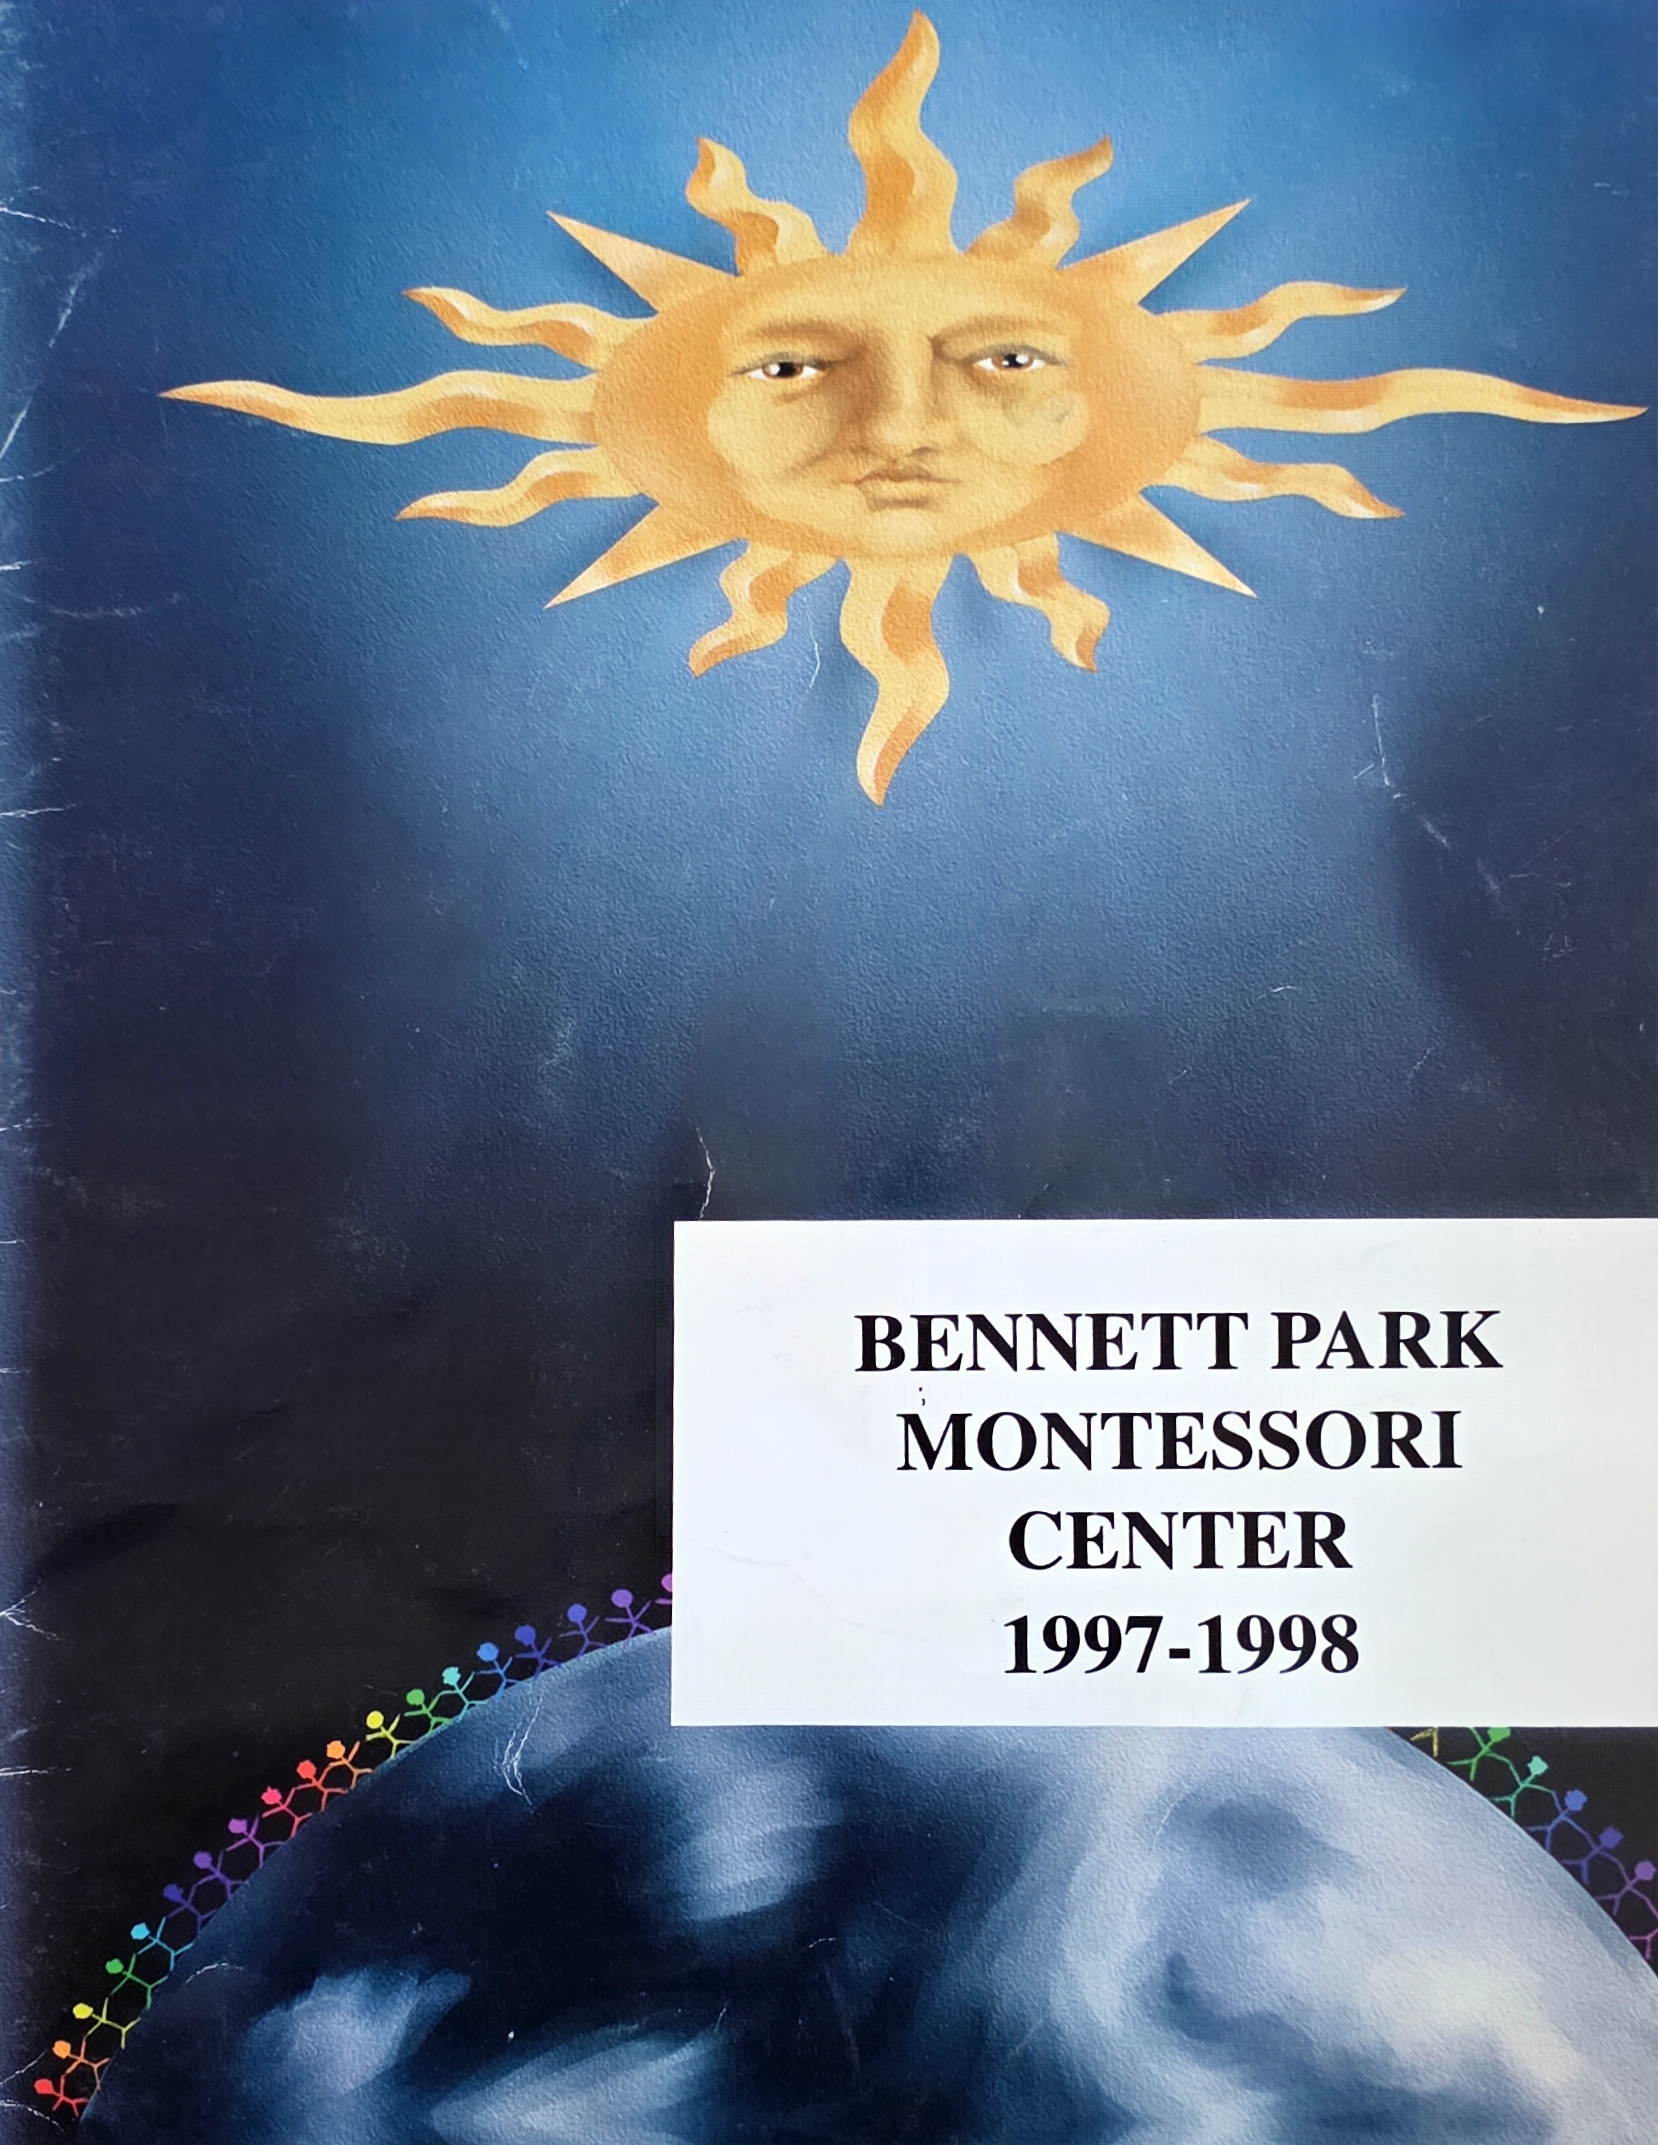 BENNETT PARK
MONTESSORI
CENTER
1997-1998